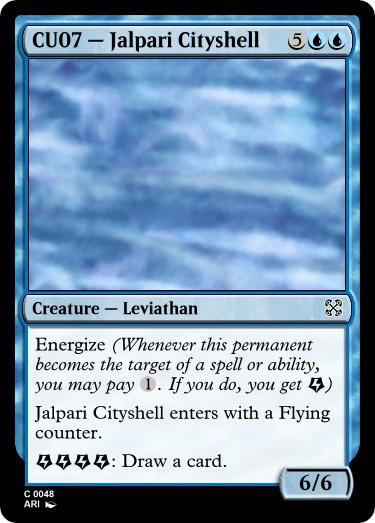 CU07 — Jalpari Cityshell 5
Creature — Leviathan
Energize (Whenever this permanent
becomes the target of a spell or ability,
you may pay 1. If you do, you get .)
Jalpari Cityshell enters with a Flying
counter.
: Draw a card.
6/6
C 0048
ARI